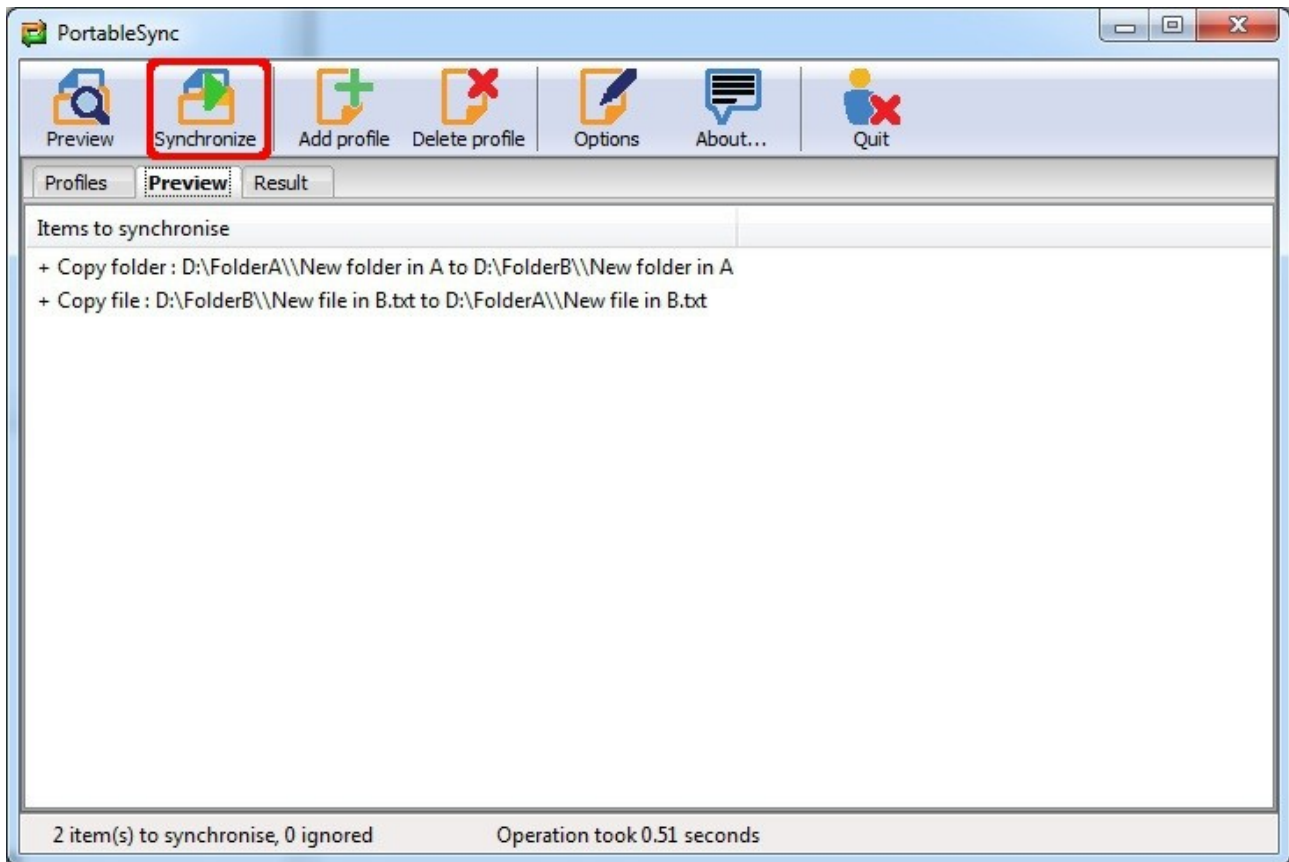 PortableSync
Preview Synchronize Add profile Delete profile Options About... Quit
Profiles Preview Result
Items to synchronise
+ Copy folder : D:\FolderA\\New folder in A to D:\FolderB\\New folder in A
+ Copy file : D:\FolderB\\New file in B.txt to D:\FolderA\\New file in B.txt
2 item(s) to synchronise, 0 ignored Operation took 0.51 seconds